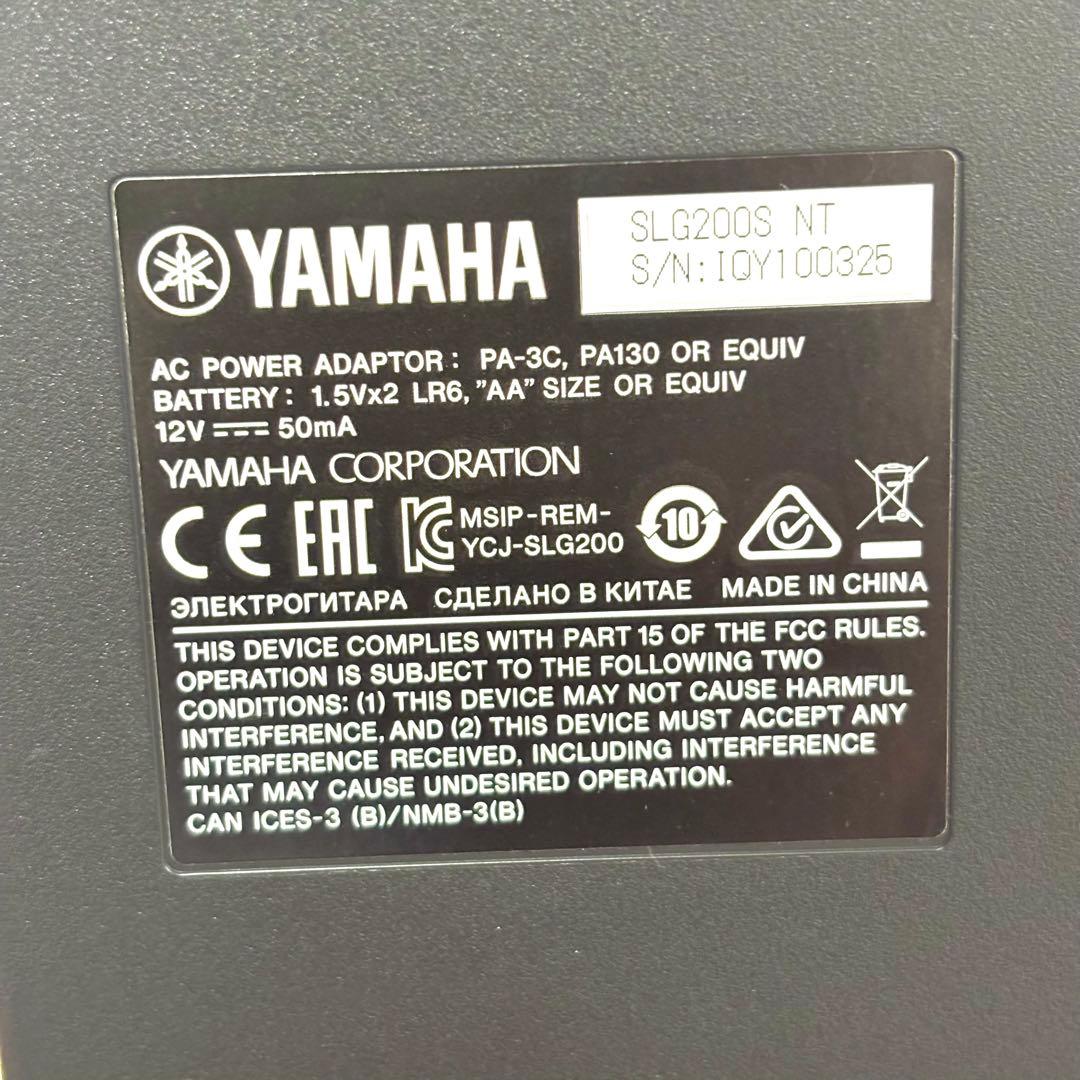 YAMAHA
SLG200S NT
S/N:IQY100325
AC POWER ADAPTOR: PA-3C, PA130 OR EQUIV
BATTERY: 1.5Vx2 LR6, "AA" SIZE OR EQUIV
12V ⎓ 50mA
YAMAHA CORPORATION
CE EAC KC MSIP-REM-
YCJ-SLG200
10
ЭЛЕКТРОГИТАРА СДЕЛАНО В КИТАЕ MADE IN CHINA
THIS DEVICE COMPLIES WITH PART 15 OF THE FCC RULES.
OPERATION IS SUBJECT TO THE FOLLOWING TWO
CONDITIONS: (1) THIS DEVICE MAY NOT CAUSE HARMFUL
INTERFERENCE, AND (2) THIS DEVICE MUST ACCEPT ANY
INTERFERENCE RECEIVED, INCLUDING INTERFERENCE
THAT MAY CAUSE UNDESIRED OPERATION.
CAN ICES-3 (B)/NMB-3(B)